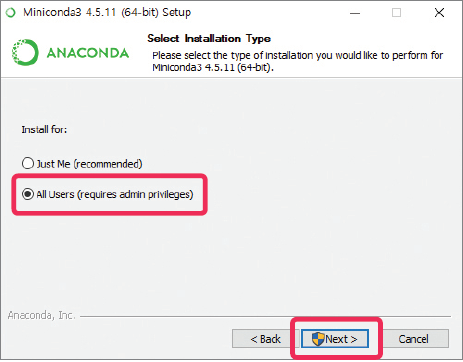 Miniconda3 4.5.11 (64-bit) Setup
ANACONDA
Select Installation Type
Please select the type of installation you would like to perform for
Miniconda3 4.5.11 (64-bit).
Install for:
Just Me (recommended)
All Users (requires admin privileges)
Anaconda, Inc.
< Back
Next >
Cancel